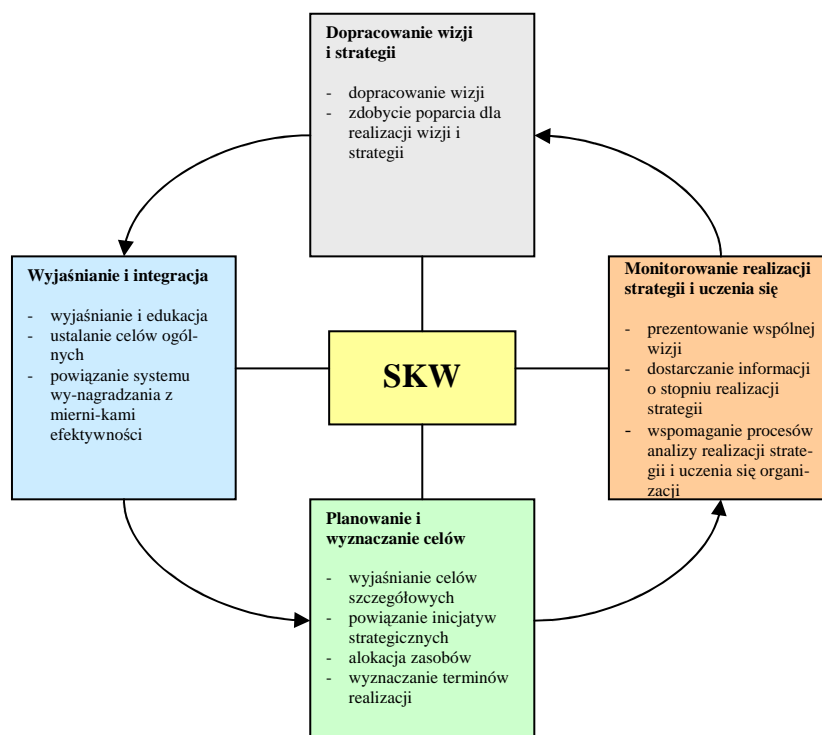 Dopracowanie wizji
i strategii
- dopracowanie wizji
- zdobycie poparcia dla
realizacji wizji i
strategii
Wyjaśnianie i integracja
- wyjaśnianie i edukacja
- ustalanie celów ogól-
nych
- powiązanie systemu
wy-nagradzania z
mierni-kami
efektywności
SKW
Monitorowanie realizacji
strategii i uczenia się
- prezentowanie wspólnej
wizji
- dostarczanie informacji
o stopniu realizacji
strategii
- wspomaganie procesów
analizy realizacji strate-
gii i uczenia się organi-
zacji
Planowanie i
wyznaczanie celów
- wyjaśnianie celów
szczegółowych
- powiązanie inicjatyw
strategicznych
- alokacja zasobów
- wyznaczanie terminów
realizacji